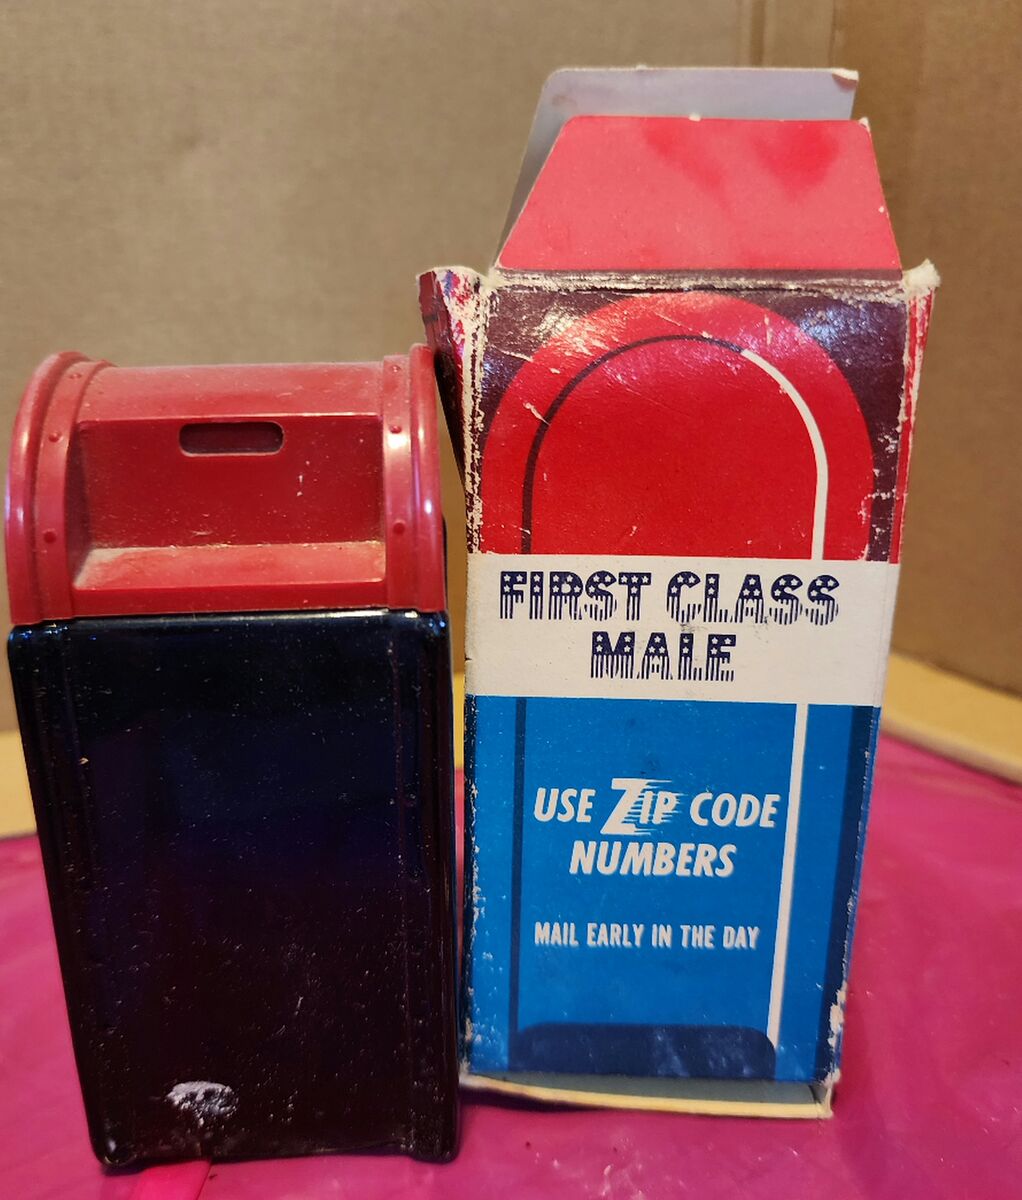 FIRST CLASS
MALE
USE ZIP CODE
NUMBERS
MAIL EARLY IN THE DAY